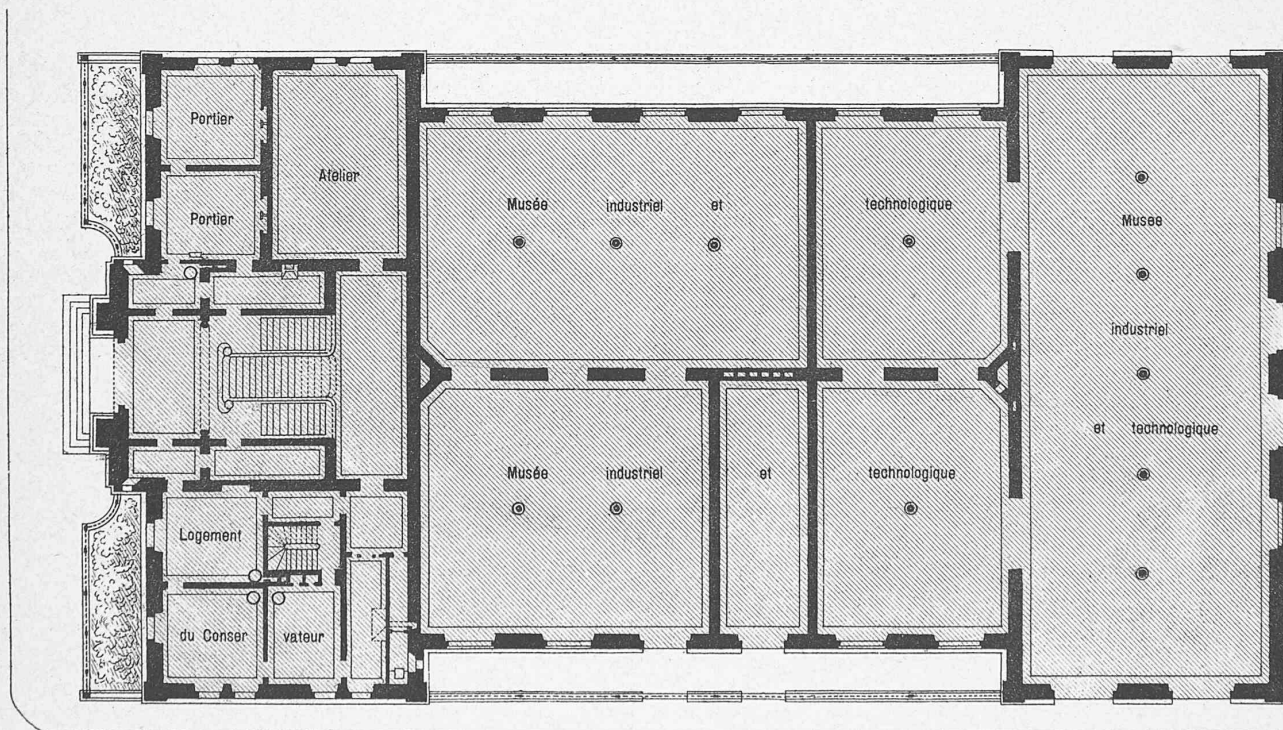 Portier
Portier
Atelier
Musée industriel et technologique
Musée industriel et technologique
Musee
industriel
et technologique
Logement
du Conser vateur